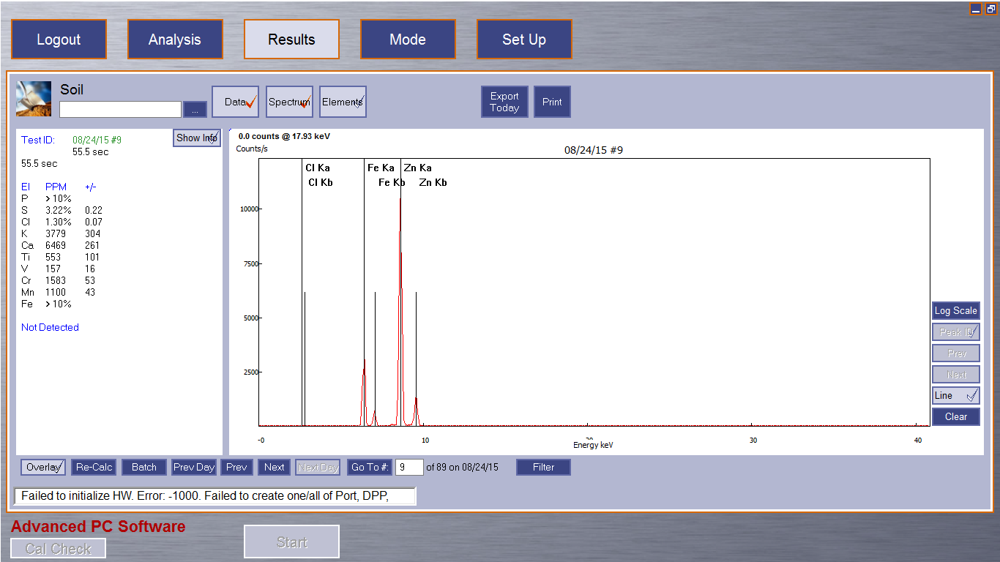 Logout Analysis Results Mode Set Up
Soil
... Data Spectrum Elements Export Today Print
Test ID: 08/24/15 #9 Show Info
55.5 sec
55.5 sec
El PPM +/-
P > 10%
S 3.22% 0.22
Cl 1.30% 0.07
K 3779 304
Ca 6469 261
Ti 553 101
V 157 16
Cr 1583 53
Mn 1100 43
Fe > 10%
Not Detected
0.0 counts @ 17.93 keV
Counts/s
08/24/15 #9
Cl Ka Fe Ka Zn Ka
Cl Kb Fe Kb Zn Kb
10000
7500
5000
2500
-0 10 20 30 40
Energy keV
Log Scale
Peak ID
Prev
Next
Line
Clear
Overlay Re-Calc Batch Prev Day Prev Next Next Day Go To #: 9 of 89 on 08/24/15 Filter
Failed to initialize HW. Error: -1000. Failed to create one/all of Port, DPP,
Advanced PC Software
Cal Check Start